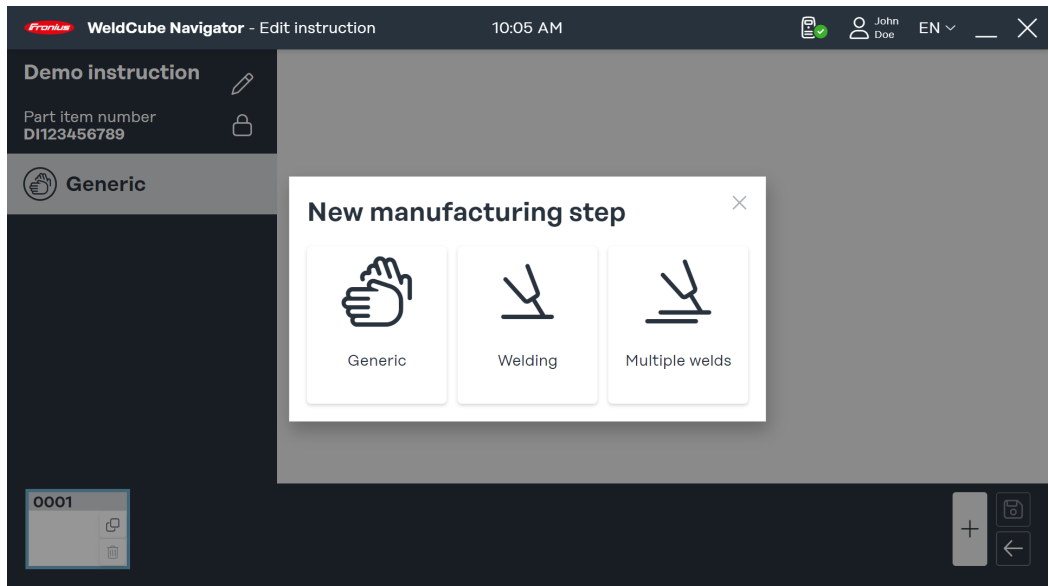 Fronius WeldCube Navigator - Edit instruction 10:05 AM John Doe EN
Demo instruction
Part item number
DI123456789
Generic
New manufacturing step
Generic Welding Multiple welds
0001